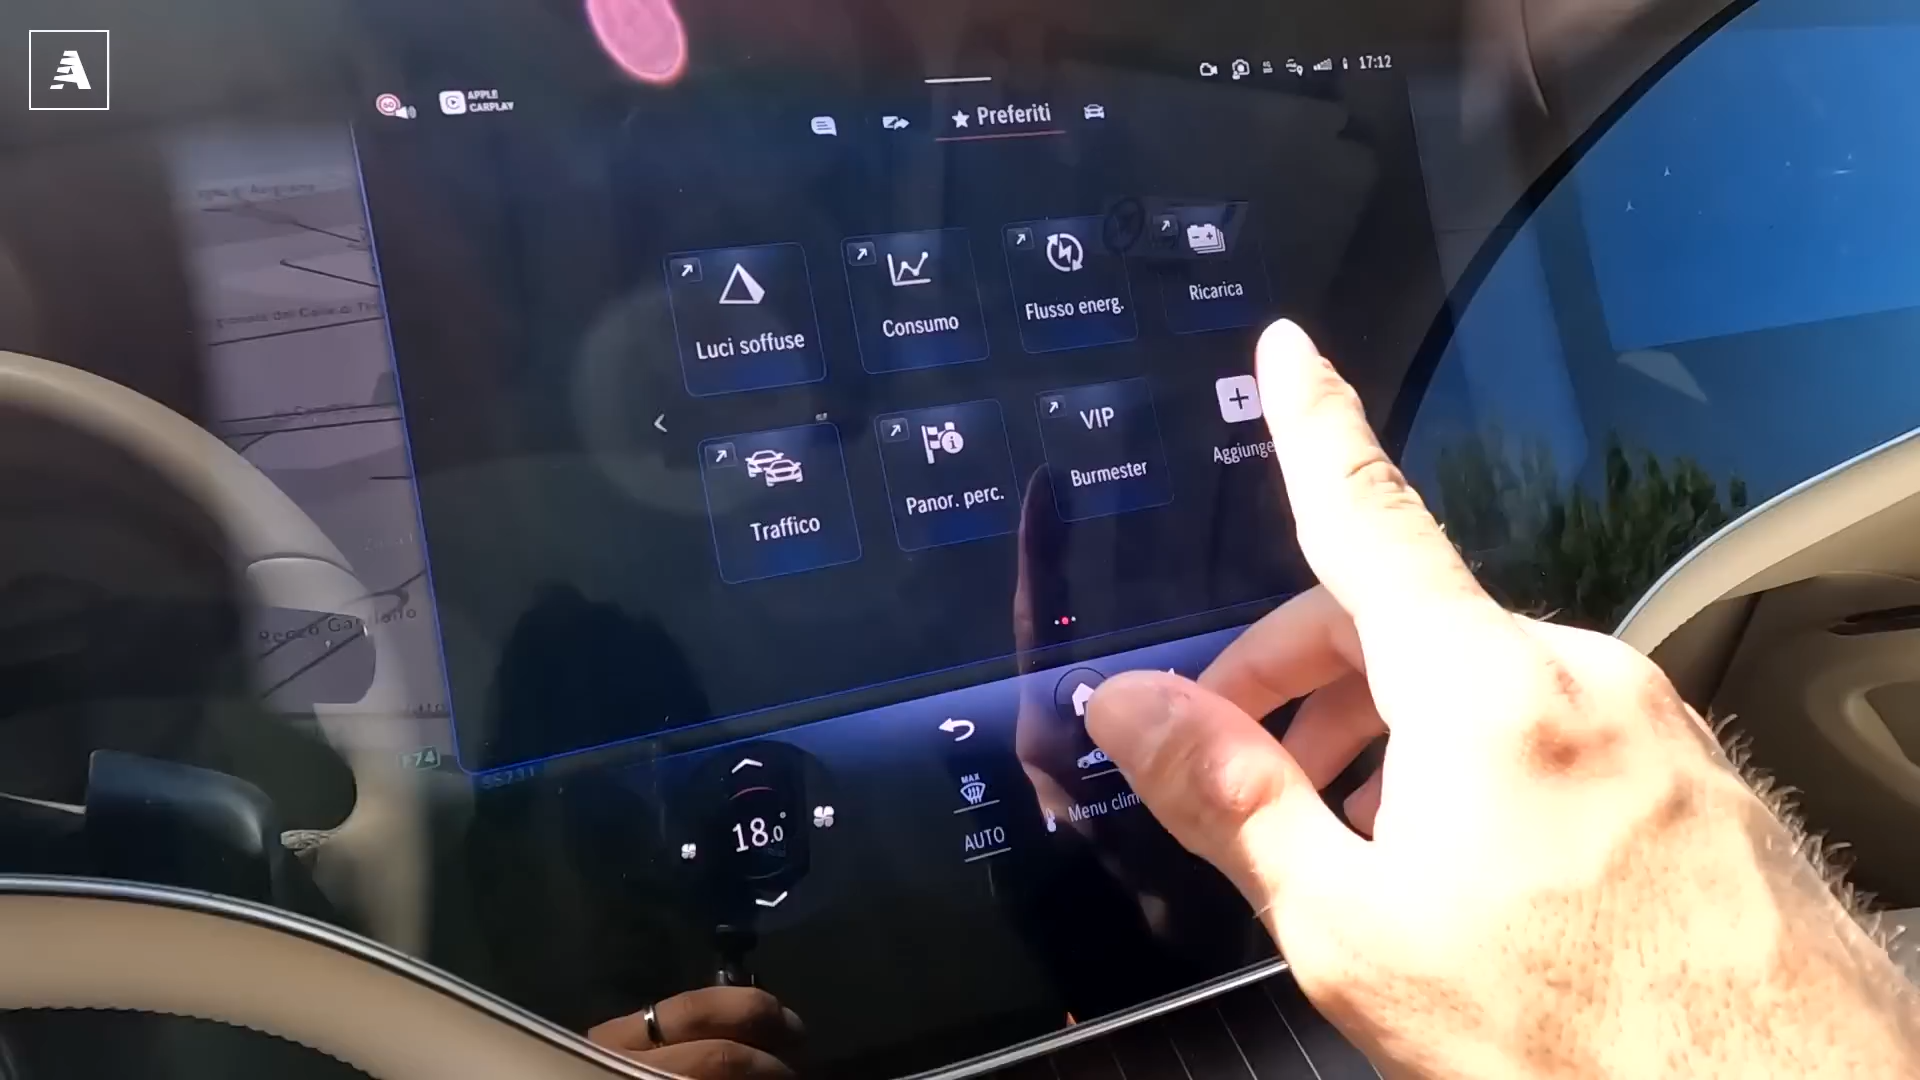 A
APPLE
CARPLAY
60
17:12
Preferiti
Luci soffuse
Consumo
Flusso energ.
Ricarica
Traffico
Panor. perc.
VIP
Burmester
Aggiunge
MAX
18.0°
AUTO
Menu clim